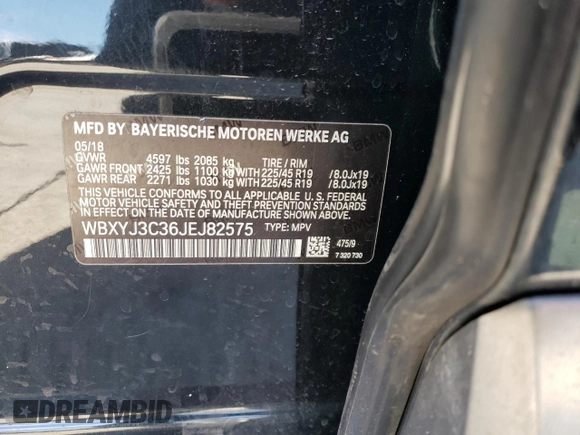 MFD BY BAYERISCHE MOTOREN WERKE AG
05/18
GVWR 4597 lbs 2085 kg TIRE / RIM
GAWR FRONT 2425 lbs 1100 kg WITH 225/45 R19 /8.0Jx19
GAWR REAR 2271 lbs 1030 kg WITH 225/45 R19 /8.0Jx19
THIS VEHICLE CONFORMS TO ALL APPLICABLE U. S. FEDERAL
MOTOR VEHICLE SAFETY, BUMPER, AND THEFT PREVENTION
STANDARDS IN EFFECT ON THE DATE OF MANUFACTURE SHOWN ABOVE.
WBXYJ3C36JEJ82575 TYPE: MPV
475/9
7 320 730
DREAMBID